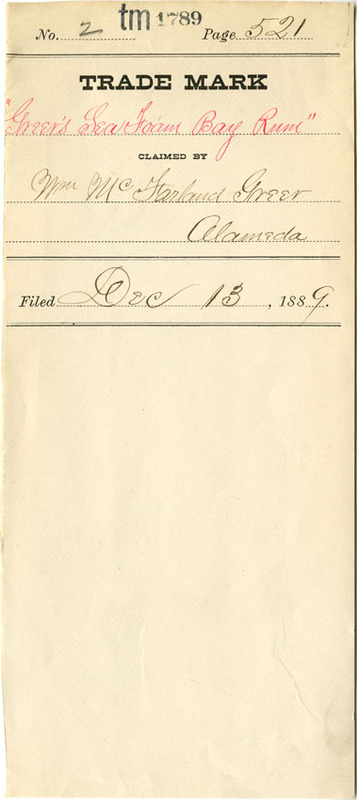 tm 1789
No. 2 Page 521
TRADE MARK
"Greer's Sea Foam Bay Rum"
CLAIMED BY
Wm McFarland Greer
Alameda
Filed Dec 13, 1889.